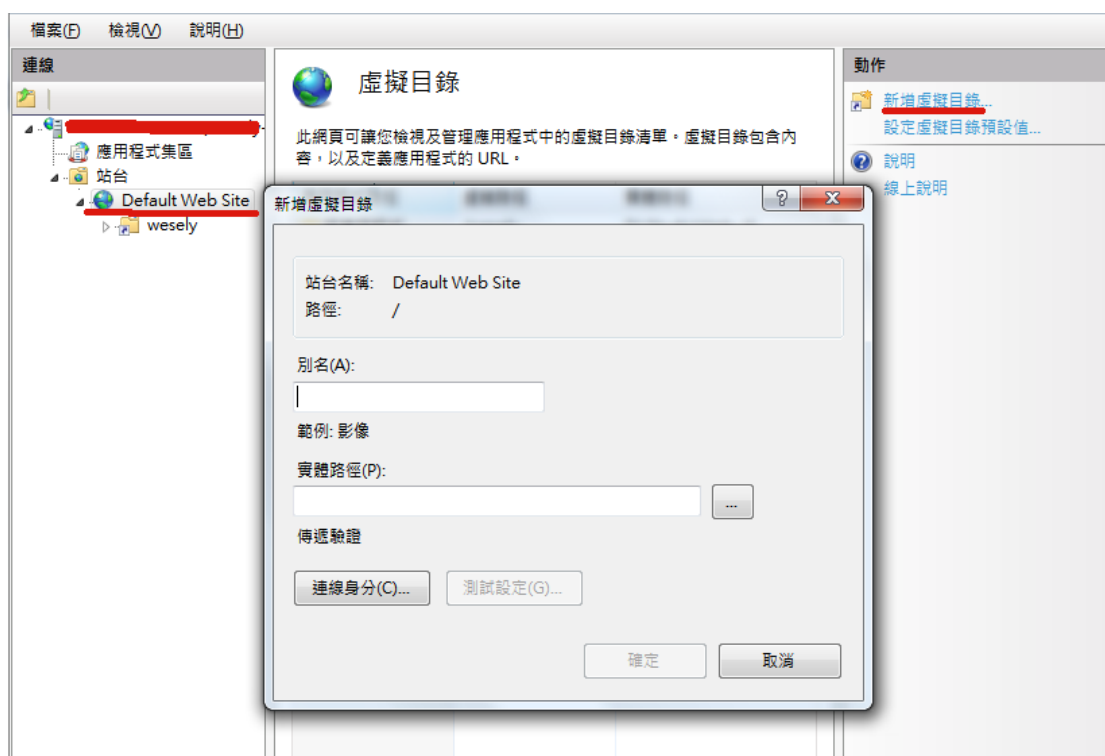 檔案(F) 檢視(V) 說明(H)
連線
應用程式集區
站台
Default Web Site
wesely
虛擬目錄
此網頁可讓您檢視及管理應用程式中的虛擬目錄清單。虛擬目錄包含內
容，以及定義應用程式的 URL。
新增虛擬目錄
站台名稱: Default Web Site
路徑: /
別名(A):
範例: 影像
實體路徑(P):
...
傳遞驗證
連線身分(C)...
測試設定(G)...
確定
取消
動作
新增虛擬目錄...
設定虛擬目錄預設值...
說明
線上說明